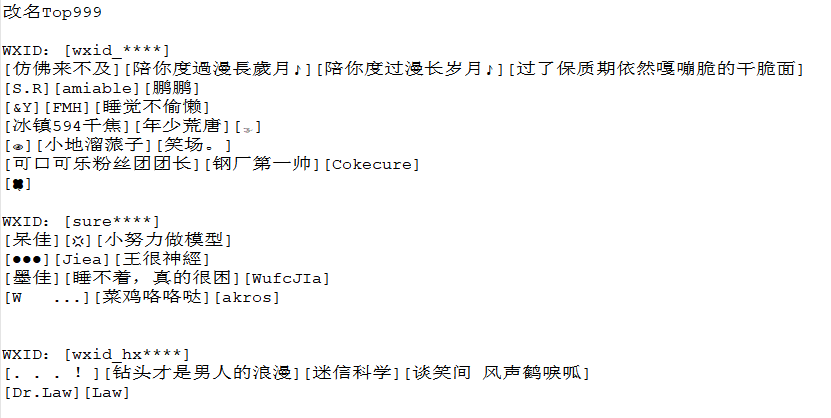 改名Top999
WXID: [wxid_****]
[仿佛来不及][陪你度過漫長歲月♪][陪你度过漫长岁月♪][过了保质期依然嘎嘣脆的干脆面]
[S.R][amiable][鹏鹏]
[&Y][FMH][睡觉不偷懒]
[冰镇594千焦][年少荒唐][]
[👁][小地溜蒎子][笑场。]
[可口可乐粉丝团团长][钢厂第一帅][Cokecure]
[🍀]
WXID: [sure****]
[呆佳][💥][小努力做模型]
[●●●][Jiea][王很神經]
[墨佳][睡不着，真的很困][WufcJIa]
[W   ...][菜鸡咯咯哒][akros]
WXID: [wxid_hx****]
[．．．！][钻头才是男人的浪漫][迷信科学][谈笑间 风声鹤唳呱]
[Dr.Law][Law]